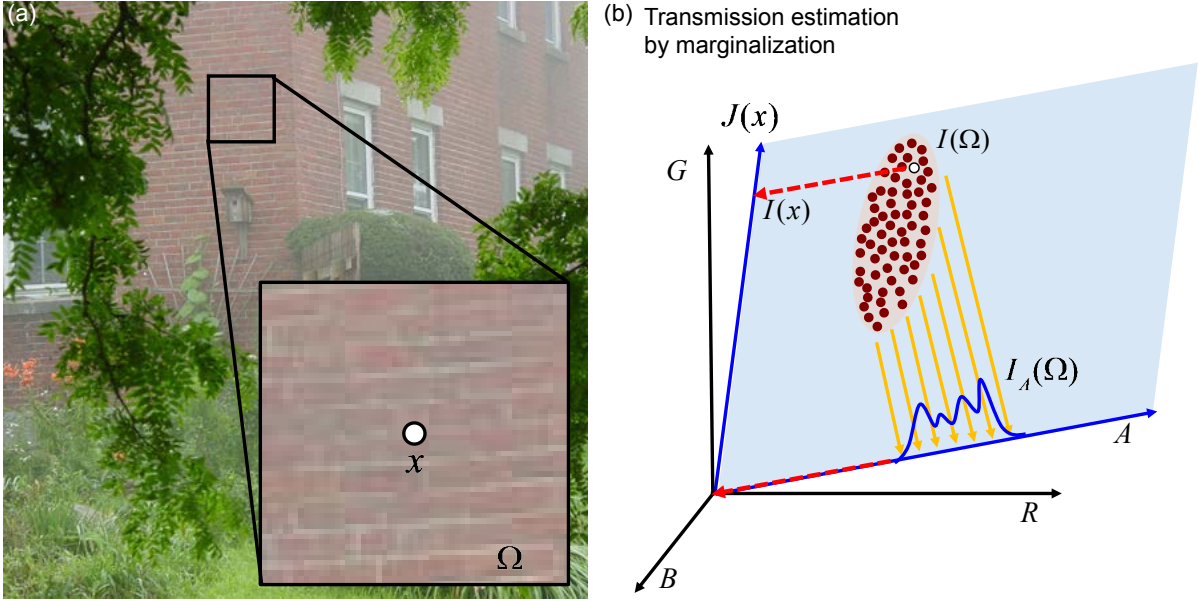 (a)
x
Ω
(b) Transmission estimation
by marginalization
J(x)
G
I(Ω)
I(x)
I_A(Ω)
A
R
B